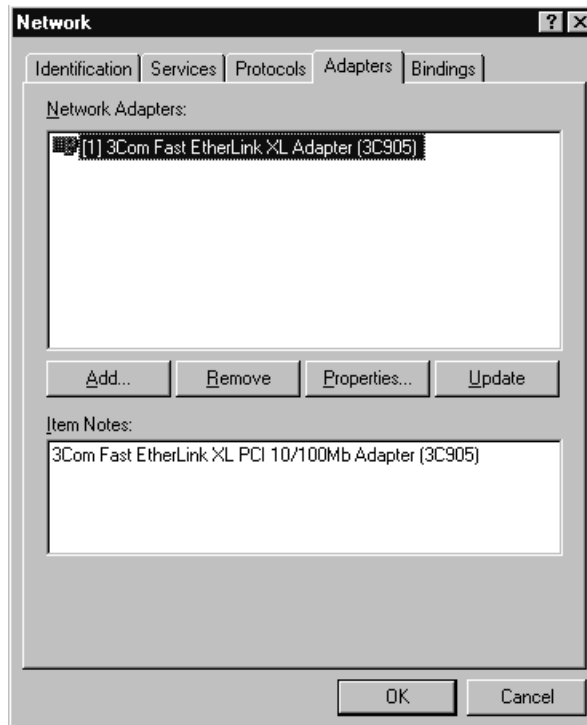 Network
Identification Services Protocols Adapters Bindings
Network Adapters:
[1] 3Com Fast EtherLink XL Adapter (3C905)
Add... Remove Properties... Update
Item Notes:
3Com Fast EtherLink XL PCI 10/100Mb Adapter (3C905)
OK Cancel